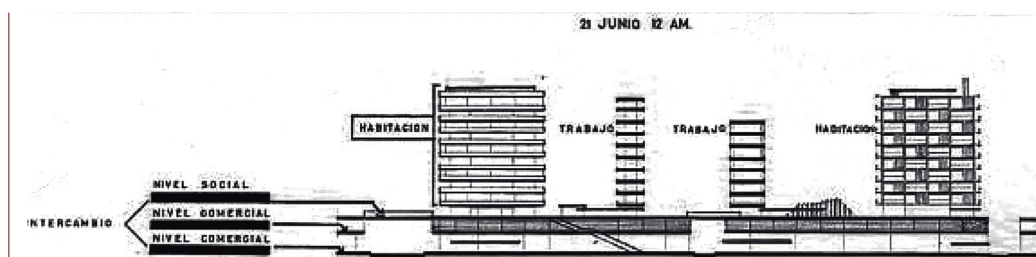 21 JUNIO 12 AM.
HABITACION
TRABAJO
TRABAJO
HABITACION
NIVEL SOCIAL
INTERCAMBIO
NIVEL COMERCIAL
NIVEL COMERCIAL